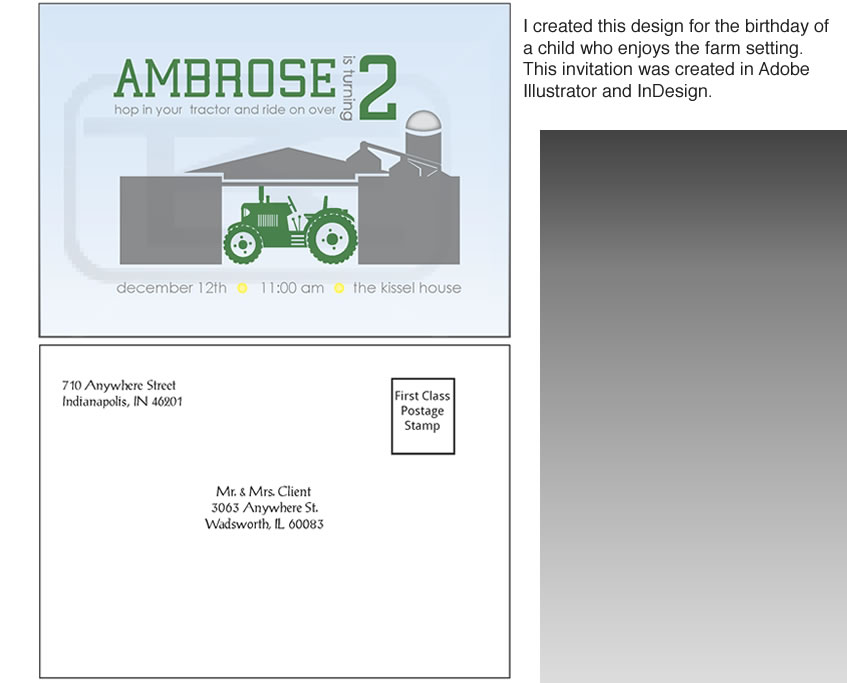 AMBROSE
is turning
2
hop in your tractor and ride on over
december 12th 11:00 am the kissel house
I created this design for the birthday of
a child who enjoys the farm setting.
This invitation was created in Adobe
Illustrator and InDesign.
710 Anywhere Street
Indianapolis, IN 46201
First Class
Postage
Stamp
Mr. & Mrs. Client
3063 Anywhere St.
Wadsworth, IL 60083